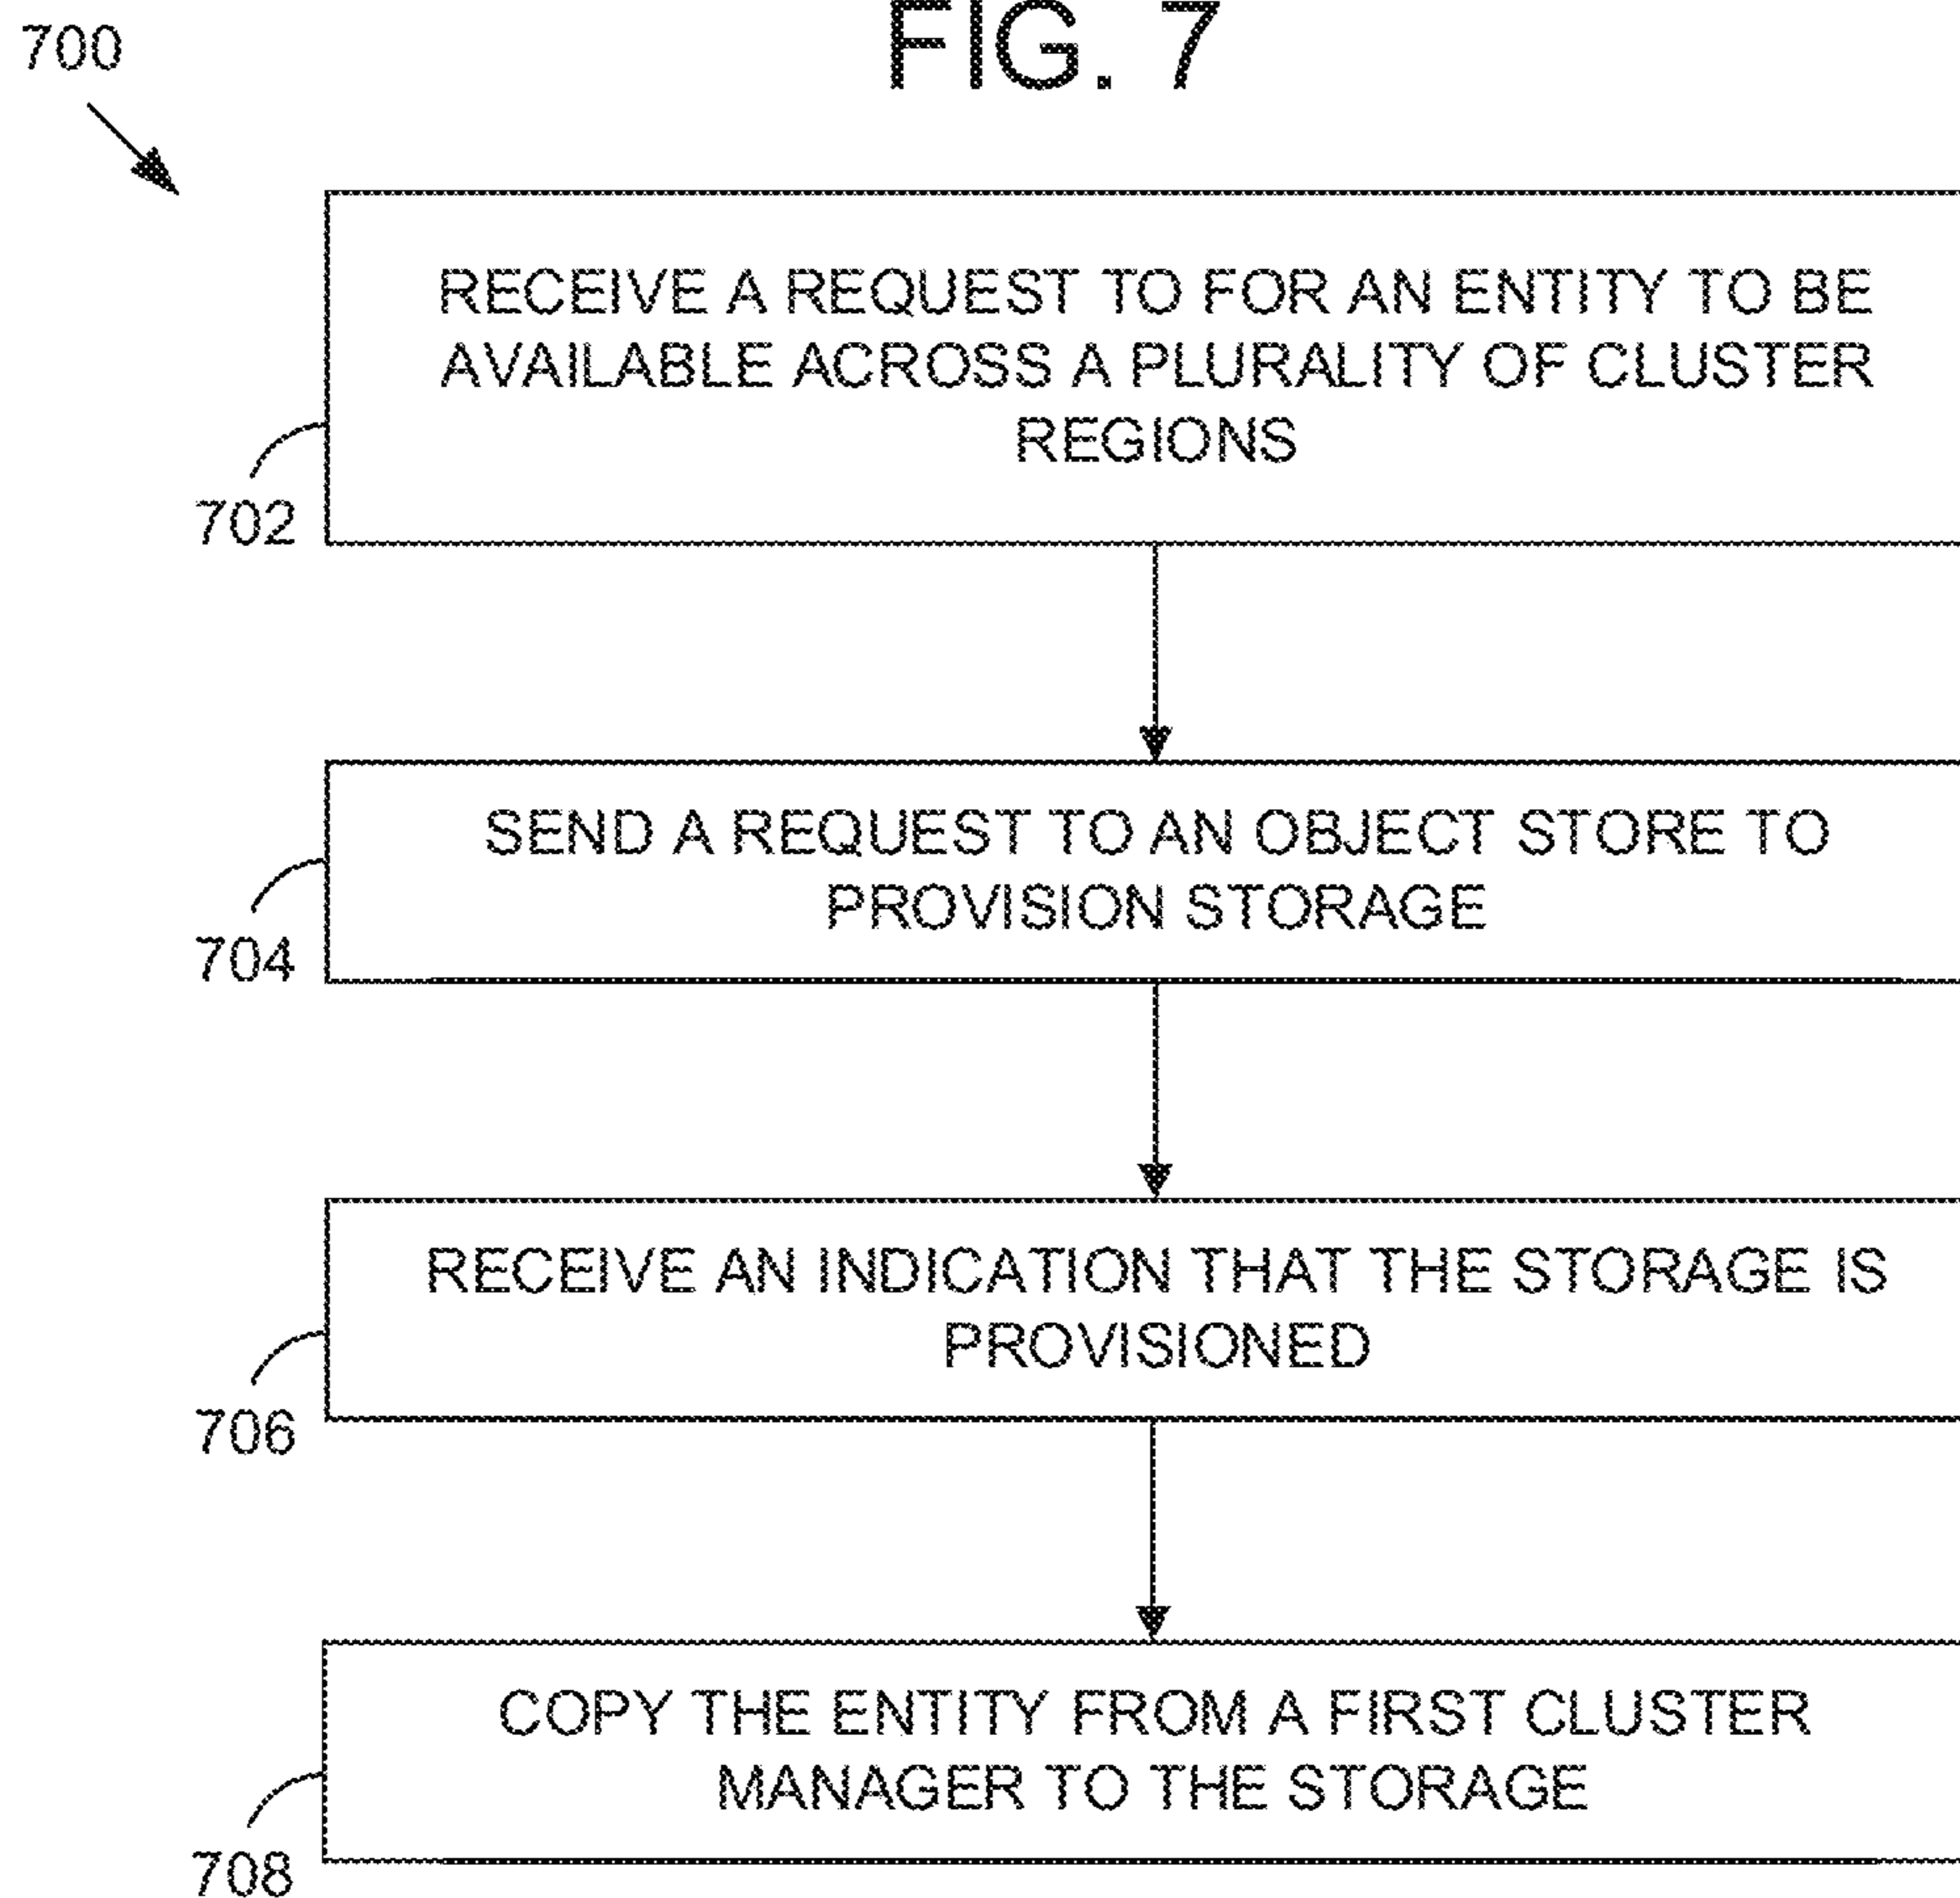 FIG. 7
700
RECEIVE A REQUEST TO FOR AN ENTITY TO BE
AVAILABLE ACROSS A PLURALITY OF CLUSTER
REGIONS
702
SEND A REQUEST TO AN OBJECT STORE TO
PROVISION STORAGE
704
RECEIVE AN INDICATION THAT THE STORAGE IS
PROVISIONED
706
COPY THE ENTITY FROM A FIRST CLUSTER
MANAGER TO THE STORAGE
708